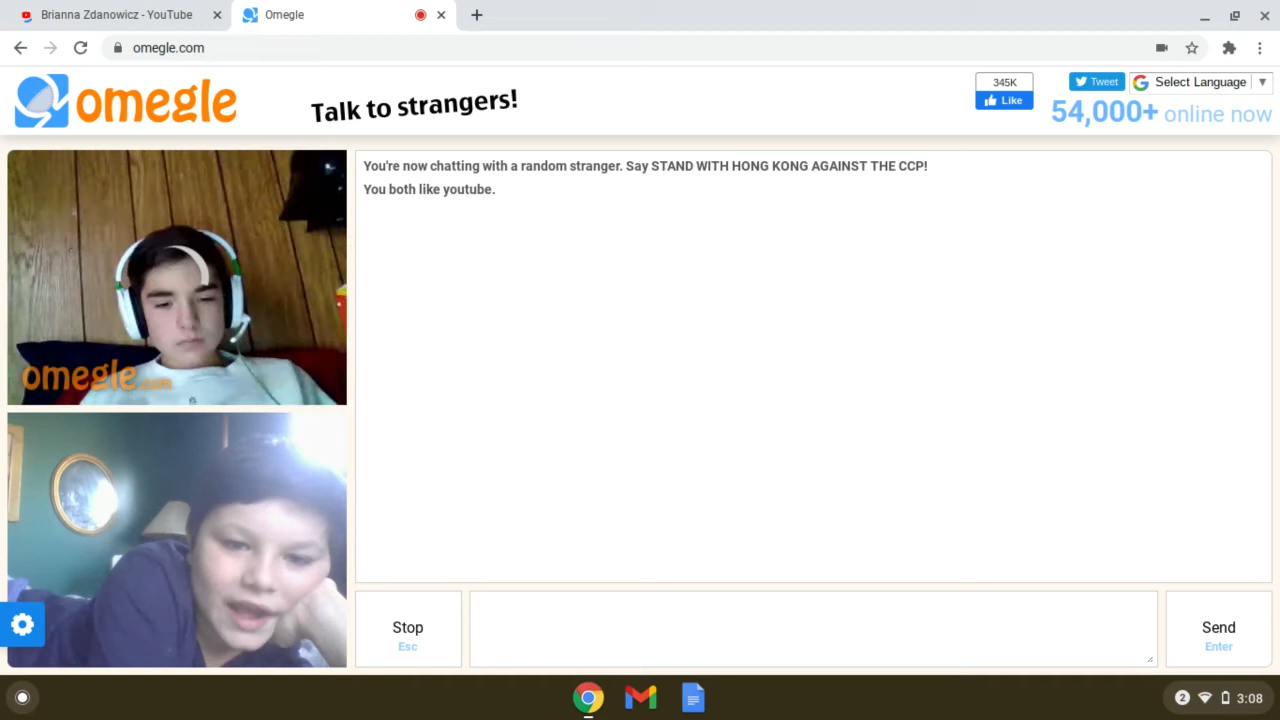 Brianna Zdanowicz - YouTube
Omegle
omegle.com
omegle
Talk to strangers!
345K
Like
Tweet
Select Language
54,000+ online now
You're now chatting with a random stranger. Say STAND WITH HONG KONG AGAINST THE CCP!
You both like youtube.
omegle.com
Stop
Esc
Send
Enter
2
3:08